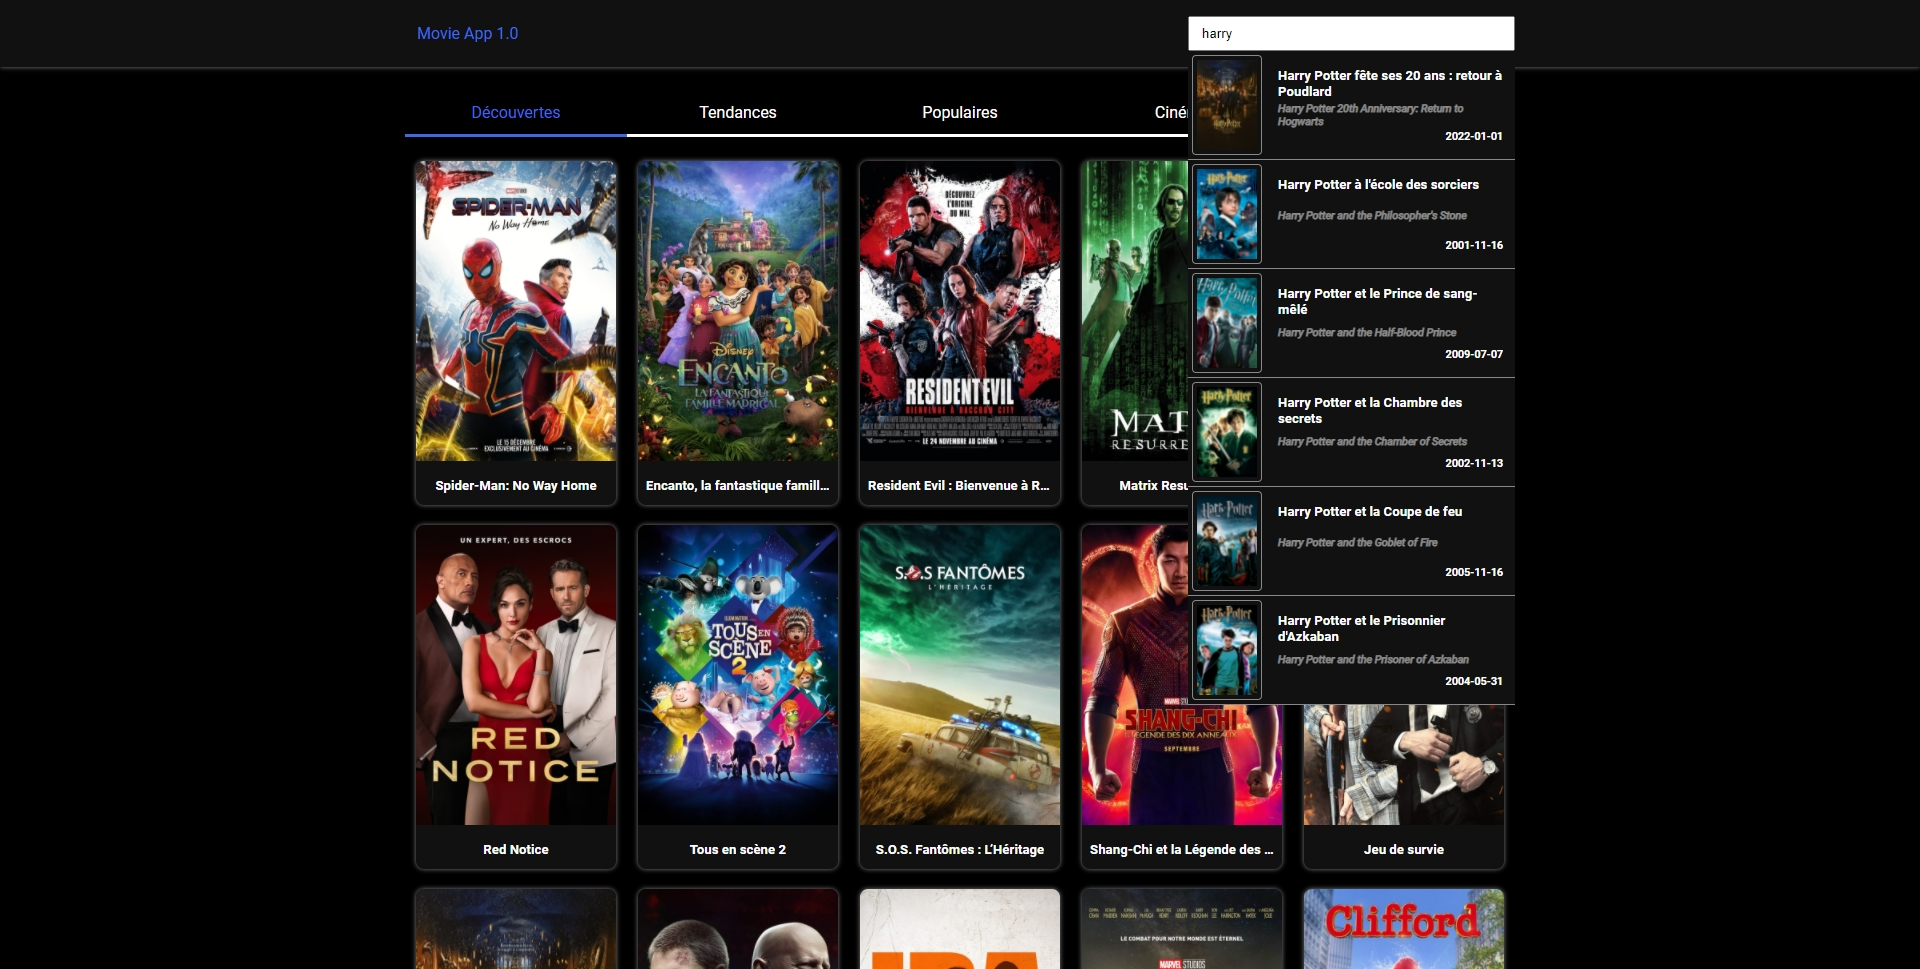 Movie App 1.0
harry
Harry Potter fête ses 20 ans : retour à
Poudlard
Harry Potter 20th Anniversary: Return to
Hogwarts
2022-01-01
Harry Potter à l'école des sorciers
Harry Potter and the Philosopher's Stone
2001-11-16
Harry Potter et le Prince de sang-
mêlé
Harry Potter and the Half-Blood Prince
2009-07-07
Harry Potter et la Chambre des
secrets
Harry Potter and the Chamber of Secrets
2002-11-13
Harry Potter et la Coupe de feu
Harry Potter and the Goblet of Fire
2005-11-16
Harry Potter et le Prisonnier
d'Azkaban
Harry Potter and the Prisoner of Azkaban
2004-05-31
Découvertes
Tendances
Populaires
Ciné
SPIDER-MAN
No Way Home
LE 15 DÉCEMBRE
EXCLUSIVEMENT AU CINÉMA
Disney
ENCANTO
LA FANTASTIQUE
FAMILLE MADRIGAL
DÉCOUVREZ
L'ORIGINE
DU MAL
RESIDENT EVIL
BIENVENUE À RACCOON CITY
LE 24 NOVEMBRE AU CINÉMA
MAT
RESURRE
Spider-Man: No Way Home
Encanto, la fantastique famill...
Resident Evil : Bienvenue à R...
Matrix Resu
UN EXPERT, DES ESCROCS
RED
NOTICE
TOUS EN
SCÈNE
2
S.O.S FANTÔMES
L'HÉRITAGE
SHANG-CHI
LÉGENDE DES DIX ANNEAUX
SEPTEMBRE
Red Notice
Tous en scène 2
S.O.S. Fantômes : L'Héritage
Shang-Chi et la Légende des ...
Jeu de survie
LE COMBAT POUR NOTRE MONDE EST ÉTERNEL
MARVEL STUDIOS
Clifford